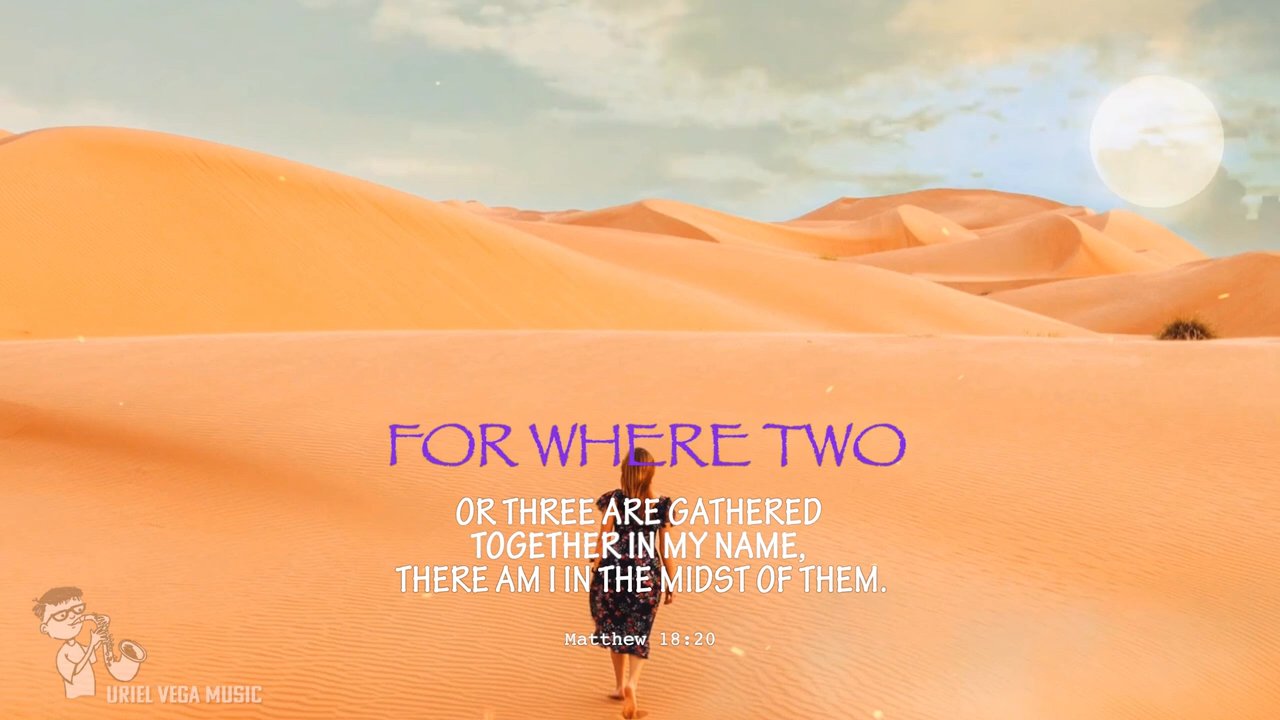 FOR WHERE TWO
OR THREE ARE GATHERED
TOGETHER IN MY NAME,
THERE AM I IN THE MIDST OF THEM.
Matthew 18:20
URIEL VEGA MUSIC